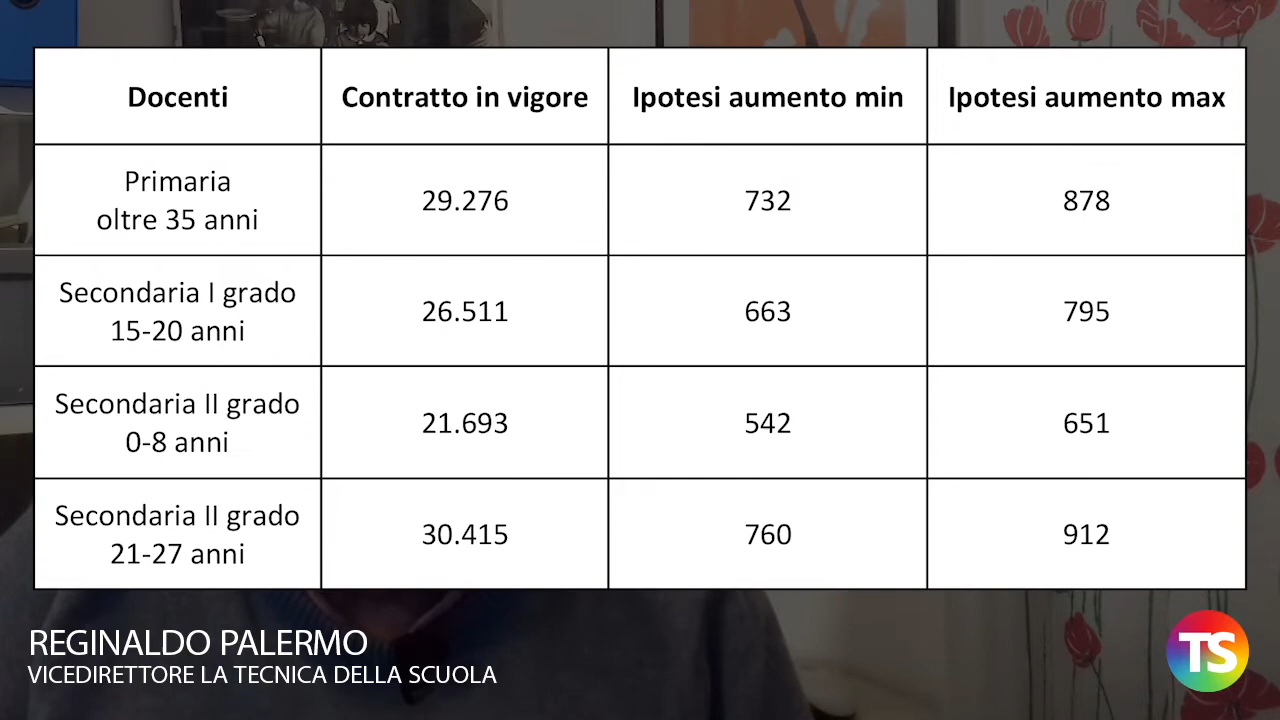 Docenti Contratto in vigore Ipotesi aumento min Ipotesi aumento max
Primaria
oltre 35 anni 29.276 732 878
Secondaria I grado
15-20 anni 26.511 663 795
Secondaria II grado
0-8 anni 21.693 542 651
Secondaria II grado
21-27 anni 30.415 760 912
REGINALDO PALERMO
VICEDIRETTORE LA TECNICA DELLA SCUOLA
TS